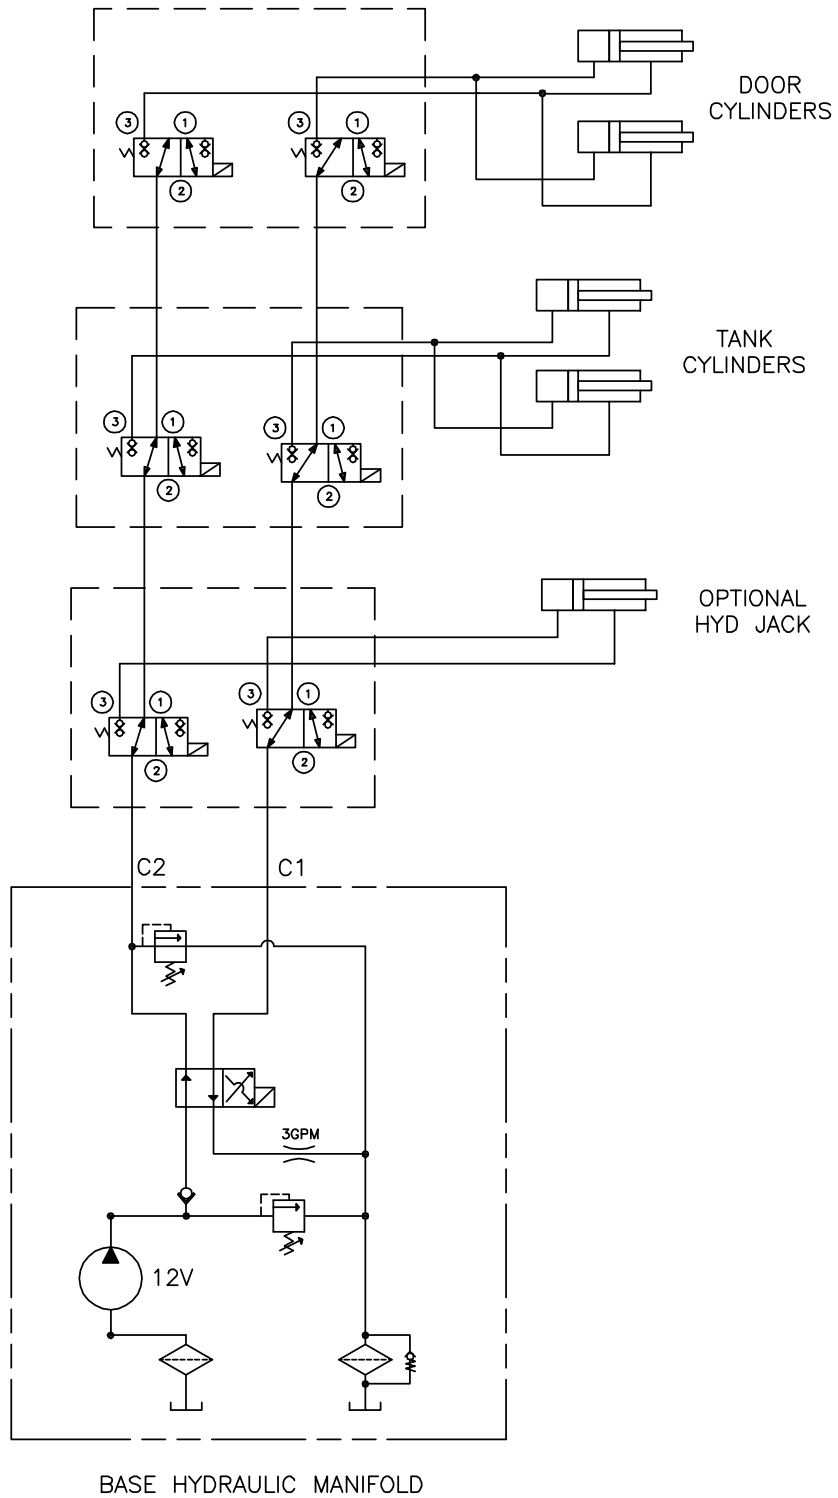 DOOR
CYLINDERS
3
1
3
1
2
2
TANK
CYLINDERS
3
1
3
1
2
2
OPTIONAL
HYD JACK
3
1
3
1
2
2
C2
C1
3GPM
12V
BASE HYDRAULIC MANIFOLD